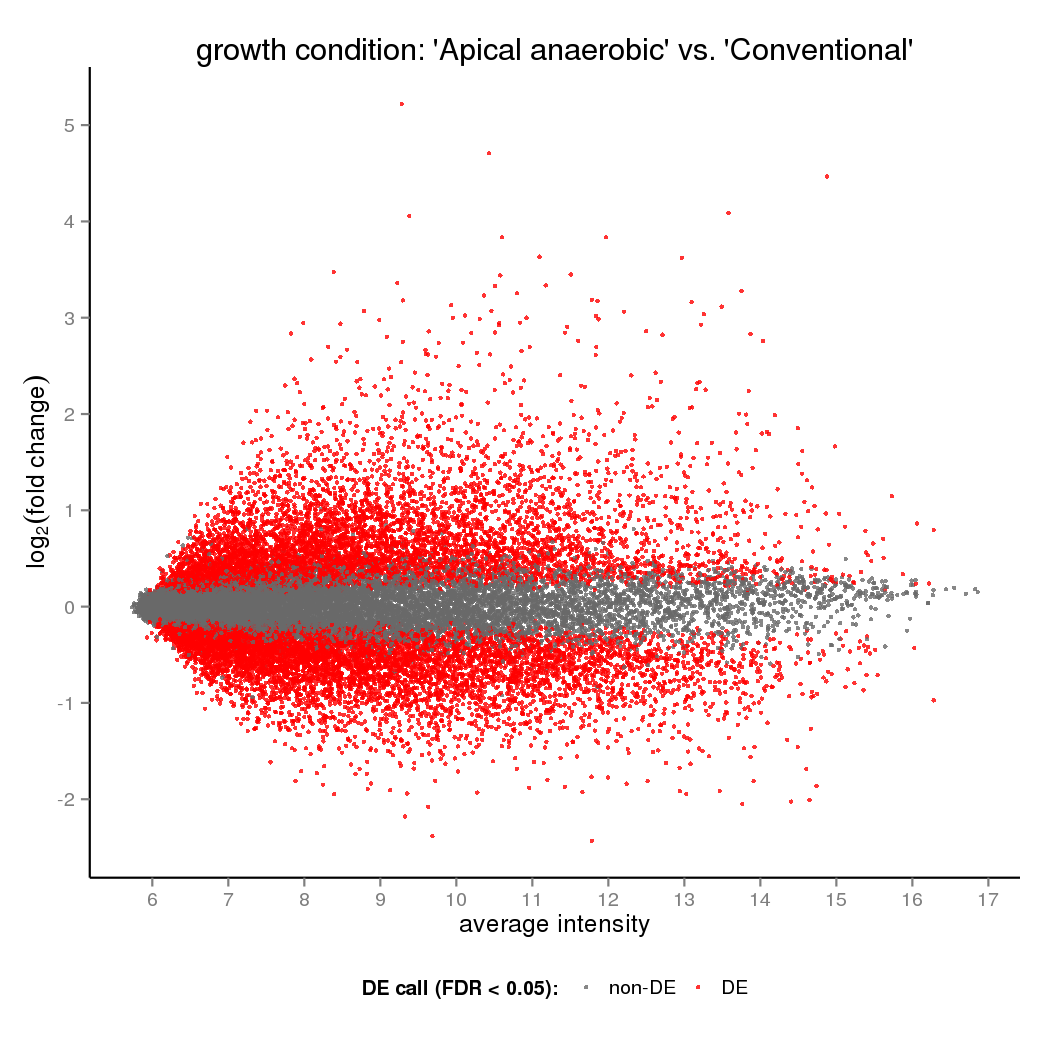 growth condition: 'Apical anaerobic' vs. 'Conventional'
log2(fold change)
5
4
3
2
1
0
-1
-2
6 7 8 9 10 11 12 13 14 15 16 17
average intensity
DE call (FDR < 0.05): non-DE DE